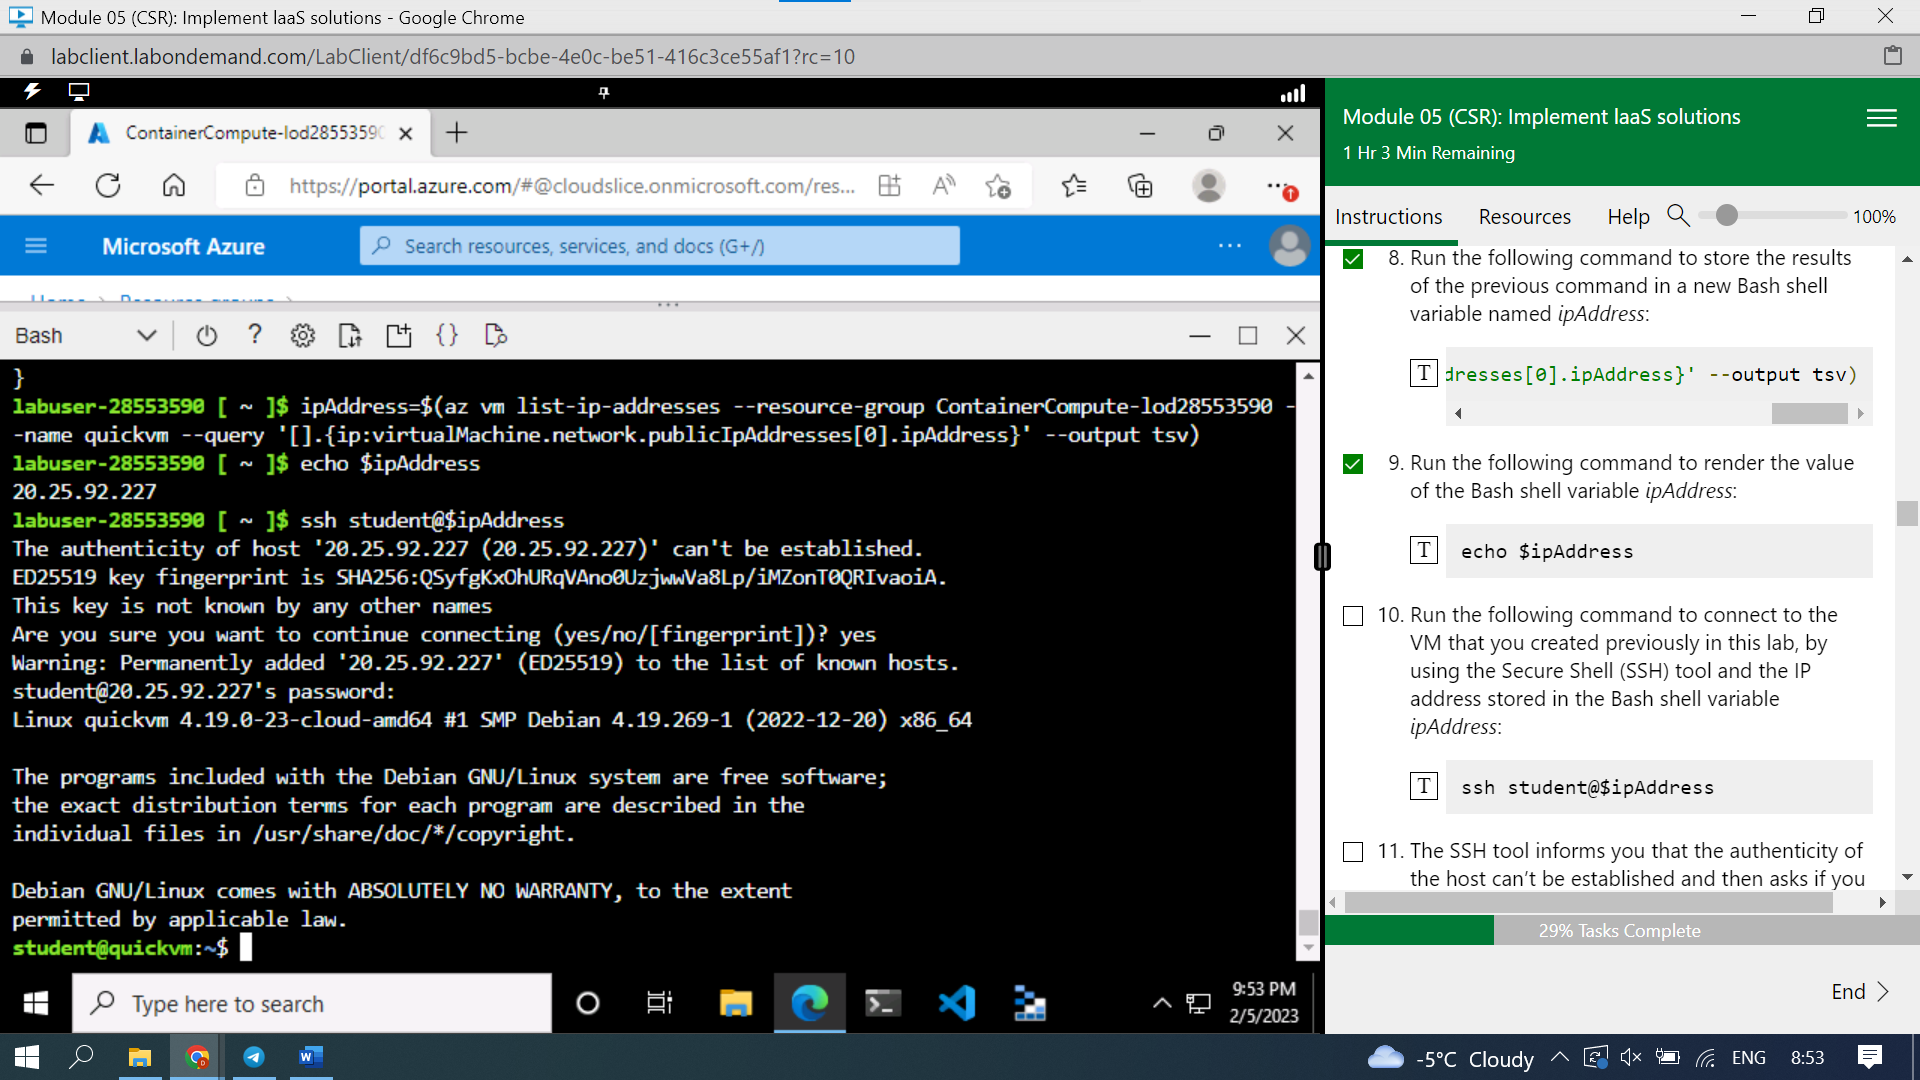 Module 05 (CSR): Implement IaaS solutions - Google Chrome
labclient.labondemand.com/LabClient/df6c9bd5-bcbe-4e0c-be51-416c3ce55af1?rc=10
ContainerCompute-lod28553590
https://portal.azure.com/#@cloudslice.onmicrosoft.com/res...
Microsoft Azure
Search resources, services, and docs (G+/)
Home > Resource groups >
Bash
}
labuser-28553590 [ ~ ]$ ipAddress=$(az vm list-ip-addresses --resource-group ContainerCompute-lod28553590 -
-name quickvm --query '[].{ip:virtualMachine.network.publicIpAddresses[0].ipAddress}' --output tsv)
labuser-28553590 [ ~ ]$ echo $ipAddress
20.25.92.227
labuser-28553590 [ ~ ]$ ssh student@$ipAddress
The authenticity of host '20.25.92.227 (20.25.92.227)' can't be established.
ED25519 key fingerprint is SHA256:QSyfgKxOhURqVAno0UzjwwVa8Lp/iMZonT0QRIvaoiA.
This key is not known by any other names
Are you sure you want to continue connecting (yes/no/[fingerprint])? yes
Warning: Permanently added '20.25.92.227' (ED25519) to the list of known hosts.
student@20.25.92.227's password:
Linux quickvm 4.19.0-23-cloud-amd64 #1 SMP Debian 4.19.269-1 (2022-12-20) x86_64
The programs included with the Debian GNU/Linux system are free software;
the exact distribution terms for each program are described in the
individual files in /usr/share/doc/*/copyright.
Debian GNU/Linux comes with ABSOLUTELY NO WARRANTY, to the extent
permitted by applicable law.
student@quickvm:~$
Type here to search
9:53 PM
2/5/2023
Module 05 (CSR): Implement IaaS solutions
1 Hr 3 Min Remaining
Instructions Resources Help 100%
8. Run the following command to store the results
of the previous command in a new Bash shell
variable named ipAddress:
T dresses[0].ipAddress}' --output tsv)
9. Run the following command to render the value
of the Bash shell variable ipAddress:
T echo $ipAddress
10. Run the following command to connect to the
VM that you created previously in this lab, by
using the Secure Shell (SSH) tool and the IP
address stored in the Bash shell variable
ipAddress:
T ssh student@$ipAddress
11. The SSH tool informs you that the authenticity of
the host can't be established and then asks if you
29% Tasks Complete
End
-5°C Cloudy ENG 8:53